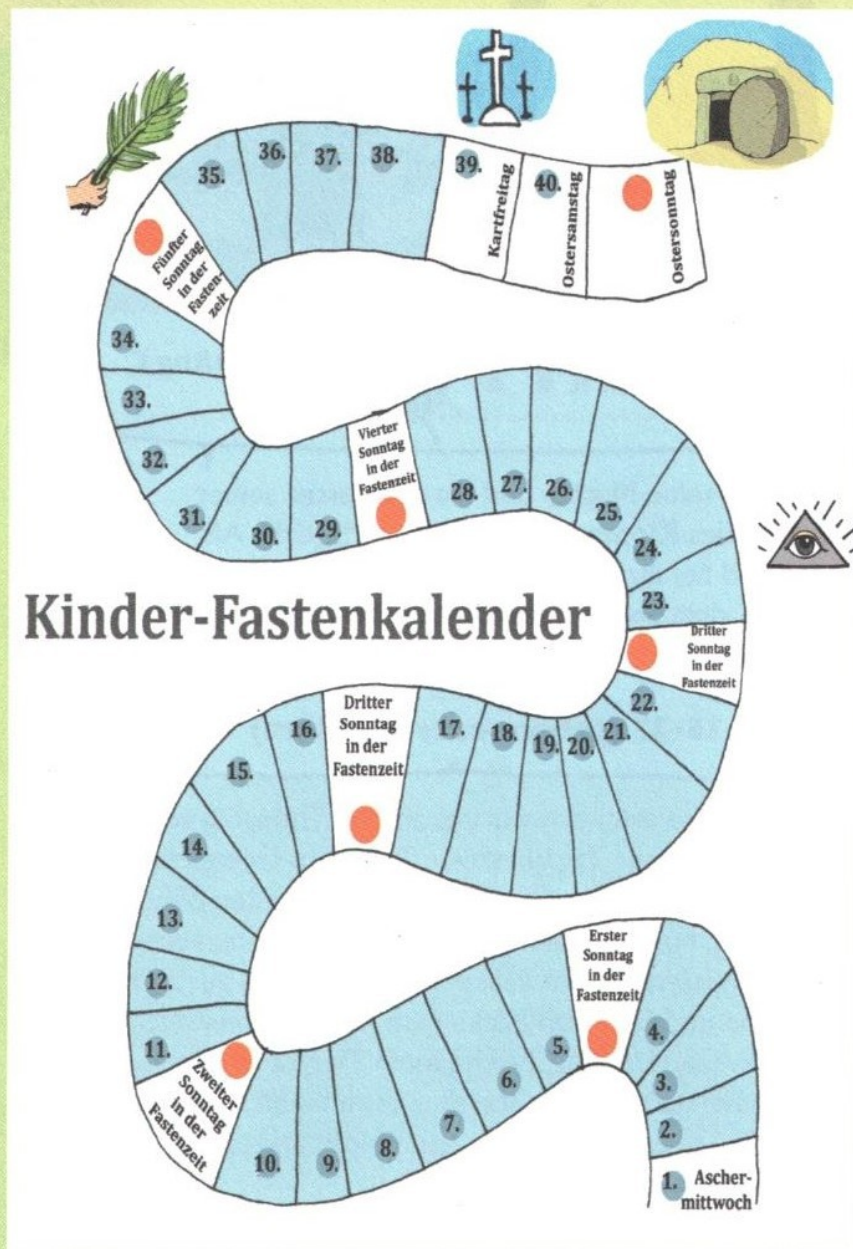 35.
36.
37.
38.
39.
Kartfreitag
40.
Ostersamstag
Ostersonntag
Fünfter
Sonntag
in der
Fasten-
zeit
34.
33.
32.
31.
30.
29.
Vierter
Sonntag
in der
Fastenzeit
28.
27.
26.
25.
24.
23.
Kinder-Fastenkalender
Dritter
Sonntag
in der
Fastenzeit
22.
21.
20.
19.
18.
17.
Dritter
Sonntag
in der
Fastenzeit
16.
15.
14.
13.
12.
11.
Zweiter
Sonntag
in der
Fastenzeit
10.
9.
8.
7.
6.
5.
Erster
Sonntag
in der
Fastenzeit
4.
3.
2.
1. Ascher-
mittwoch